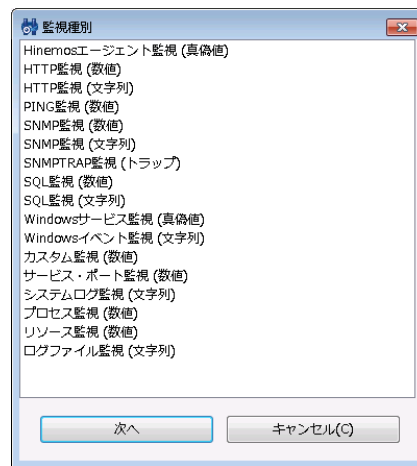 監視種別
Hinemosエージェント監視 (真偽値)
HTTP監視 (数値)
HTTP監視 (文字列)
PING監視 (数値)
SNMP監視 (数値)
SNMP監視 (文字列)
SNMPTRAP監視 (トラップ)
SQL監視 (数値)
SQL監視 (文字列)
Windowsサービス監視 (真偽値)
Windowsイベント監視 (文字列)
カスタム監視 (数値)
サービス・ポート監視 (数値)
システムログ監視 (文字列)
プロセス監視 (数値)
リソース監視 (数値)
ログファイル監視 (文字列)
次へ キャンセル(C)